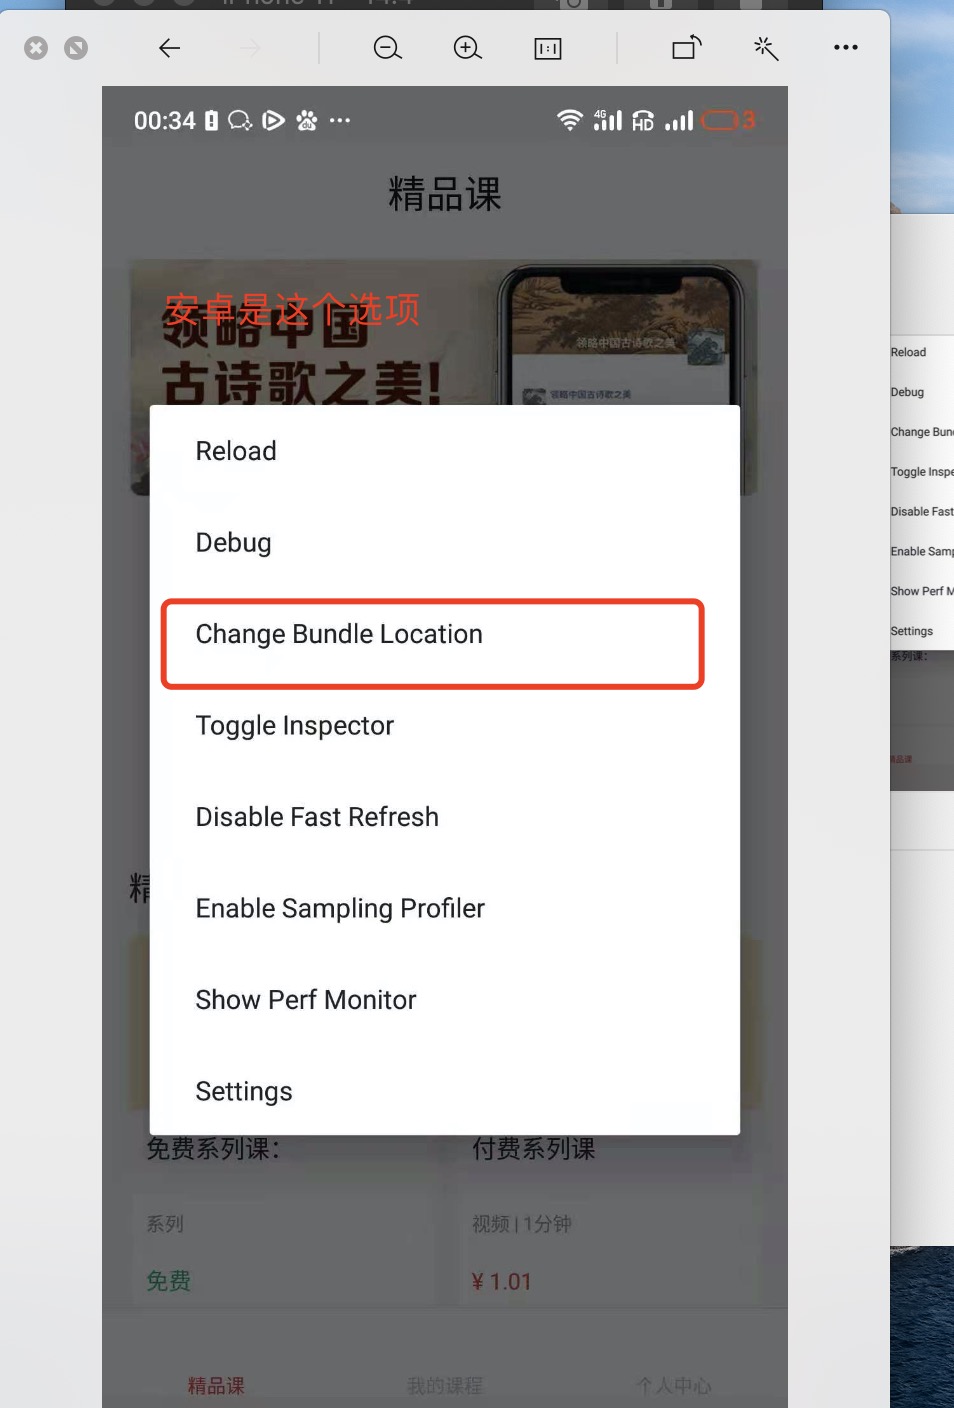 00:34
4G
HD
3
精品课
安卓是这个选项
领略中国
古诗歌之美!
领略中国古诗歌之美
领略中国古诗歌之美
Reload
Debug
Change Bundle Location
Toggle Inspector
Disable Fast Refresh
Enable Sampling Profiler
Show Perf Monitor
Settings
精
免费系列课：
付费系列课
系列
视频 | 1分钟
免费
¥ 1.01
精品课
我的课程
个人中心
Reload
Debug
Change Bun
Toggle Inspe
Disable Fast
Enable Samp
Show Perf M
Settings
系列课：
精品课